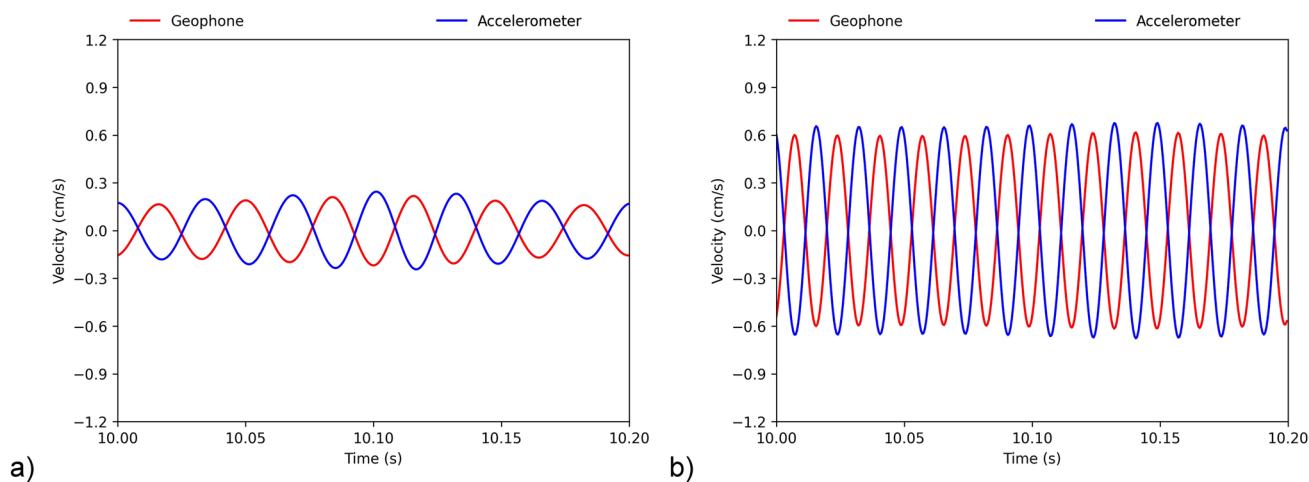 Geophone Accelerometer
1.2
0.9
0.6
0.3
0.0
−0.3
−0.6
−0.9
−1.2
Velocity (cm/s)
10.00 10.05 10.10 10.15 10.20
Time (s)
a)
Geophone Accelerometer
1.2
0.9
0.6
0.3
0.0
−0.3
−0.6
−0.9
−1.2
Velocity (cm/s)
10.00 10.05 10.10 10.15 10.20
Time (s)
b)